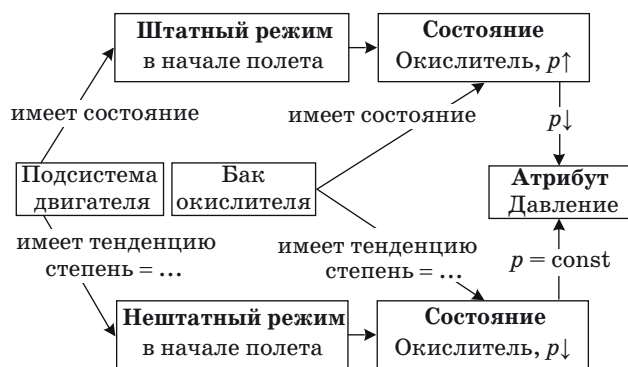 Штатный режим
в начале полета
Состояние
Окислитель, p↑
имеет состояние
имеет состояние
p↓
Подсистема
двигателя
Бак
окислителя
Атрибут
Давление
имеет тенденцию
степень = ...
имеет тенденцию
степень = ...
p = const
Нештатный режим
в начале полета
Состояние
Окислитель, p↓